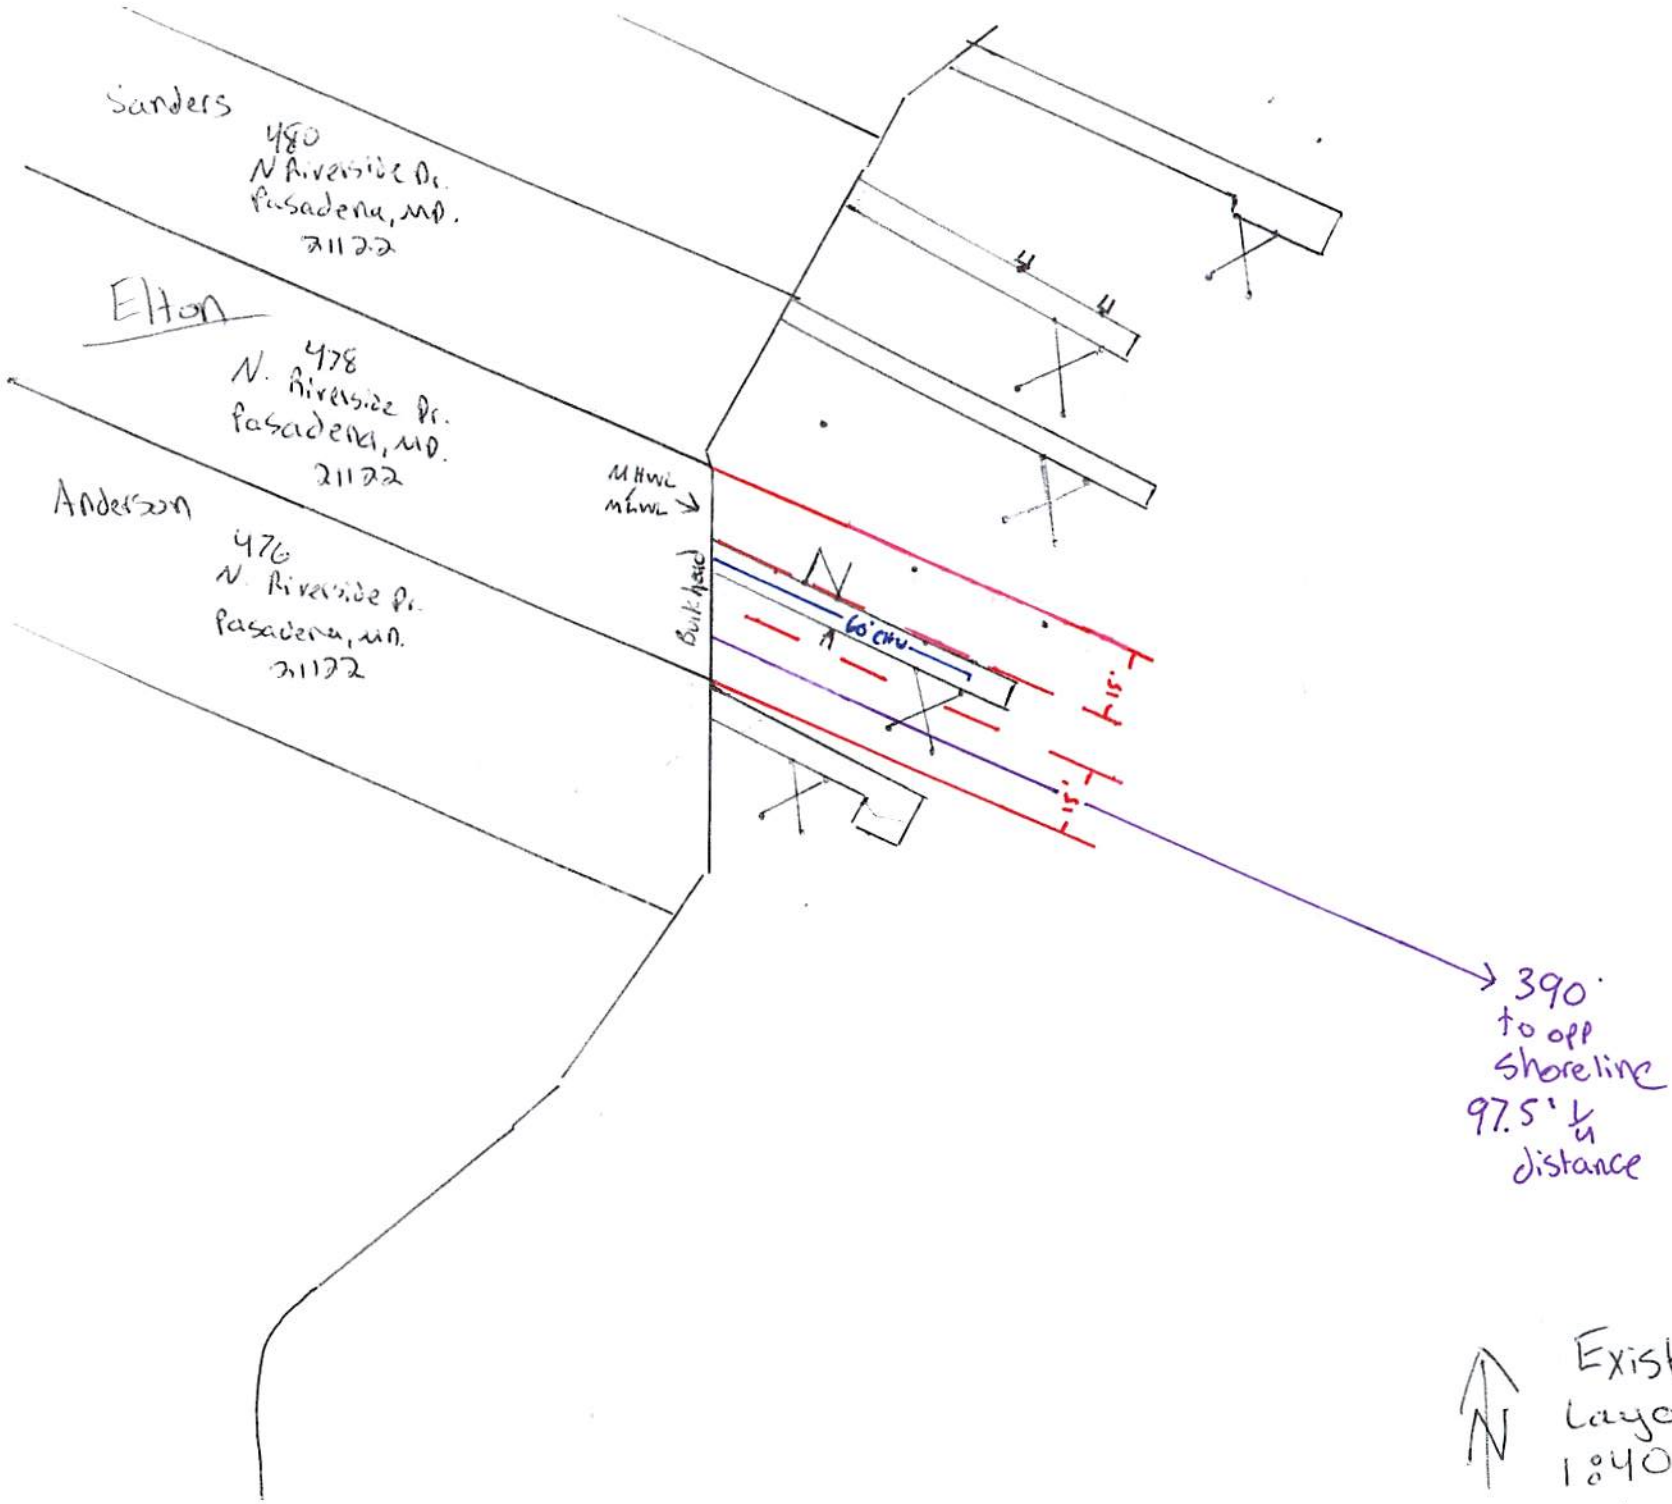 Sanders
480
N Riverside Dr.
Pasadena, MD.
21122
Elton
478
N. Riverside Dr.
Pasadena, MD.
21122
Anderson
476
N. Riverside Dr.
Pasadena, MD.
21122
MHWL
MLWL
Bulkhead
60' CHW
15'
15'
390'
to opp
shoreline
97.5' 1/4
distance
N
Exist
Layo
1:40